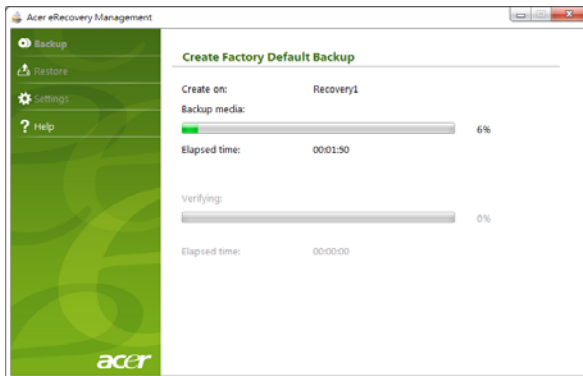 Acer eRecovery Management
Backup
Restore
Settings
? Help
Create Factory Default Backup
Create on: Recovery1
Backup media:
6%
Elapsed time: 00:01:50
Verifying:
0%
Elapsed time: 00:00:00
acer